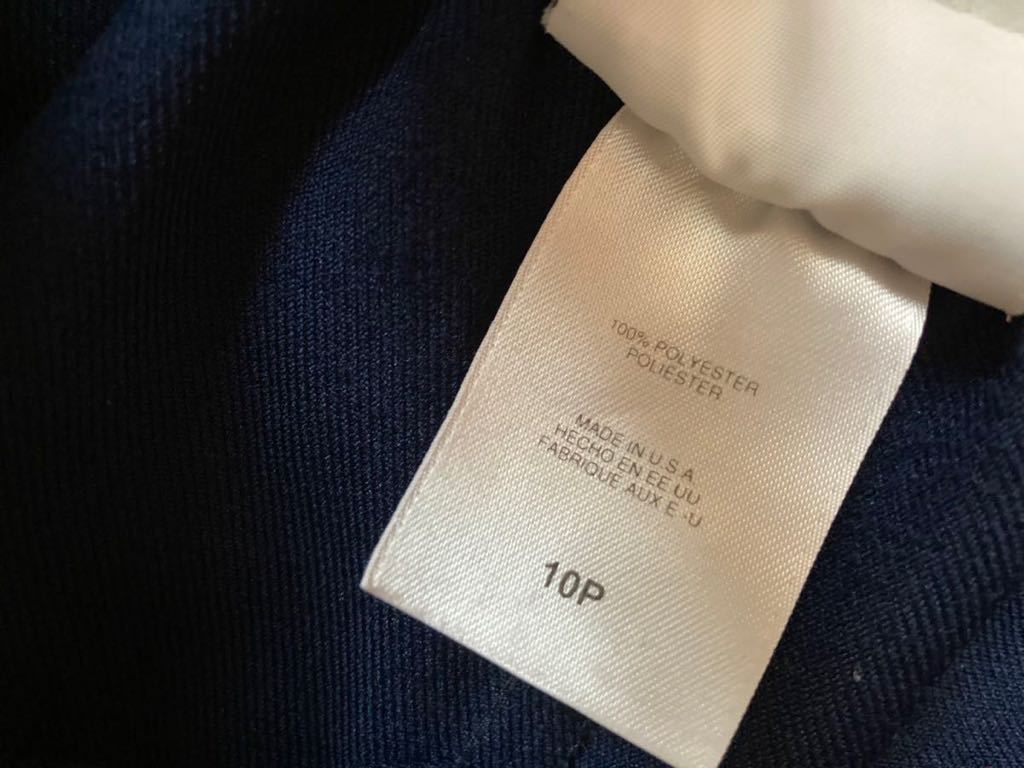 100% POLYESTER
POLIESTER
MADE IN U.S.A
HECHO EN EE UU
FABRIQUE AUX E -U
10P